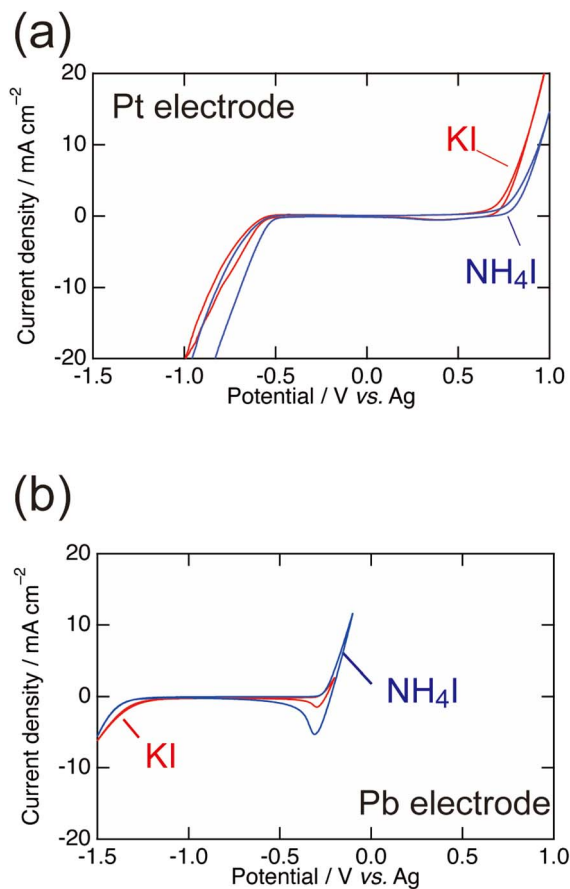 (a)
Pt electrode
KI
NH₄I
20
10
0
-10
-20
-1.5 -1.0 -0.5 0.0 0.5 1.0
Current density / mA cm⁻²
Potential / V vs. Ag
(b)
20
10
0
-10
-20
NH₄I
KI
Pb electrode
-1.5 -1.0 -0.5 0.0 0.5 1.0
Current density / mA cm⁻²
Potential / V vs. Ag